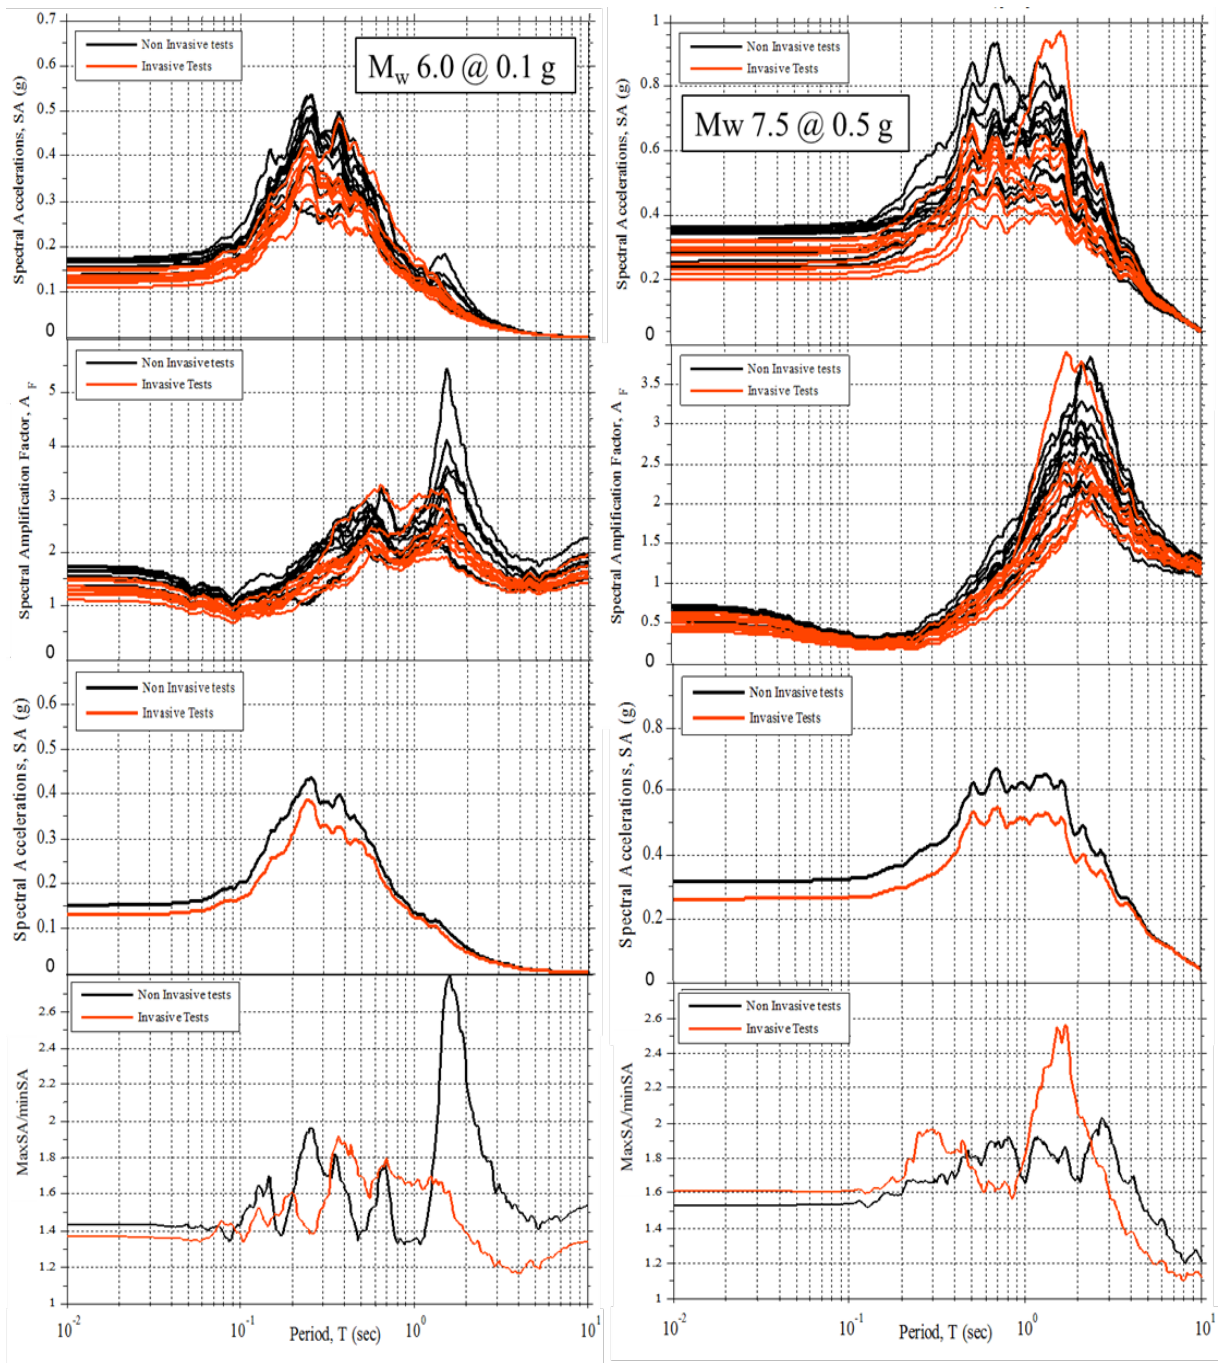 0.7
0.6
0.5
0.4
0.3
0.2
0.1
0
Spectral Accelerations, SA (g)
Non Invasive tests
Invasive Tests
Mw 6.0 @ 0.1 g
5
4
3
2
1
0
Spectral Amplification Factor, A F
Non Invasive tests
Invasive Tests
0.6
0.5
0.4
0.3
0.2
0.1
0
Spectral Accelerations, SA (g)
Non Invasive tests
Invasive Tests
2.6
2.4
2.2
2
1.8
1.6
1.4
1.2
1
MaxSA/minSA
Non Invasive tests
Invasive Tests
10-2
10-1
100
101
Period, T (sec)
1
0.8
0.6
0.4
0.2
0
Spectral Accelerations, SA (g)
Non Invasive tests
Invasive Tests
Mw 7.5 @ 0.5 g
3.5
3
2.5
2
1.5
1
0.5
0
Spectral Amplification Factor, A F
Non Invasive tests
Invasive Tests
0.8
0.6
0.4
0.2
0
Spectral Accelerations, SA (g)
Non Invasive tests
Invasive Tests
2.6
2.4
2.2
2
1.8
1.6
1.4
1.2
1
MaxSA/minSA
Non Invasive tests
Invasive Tests
10-2
10-1
100
101
Period, T (sec)